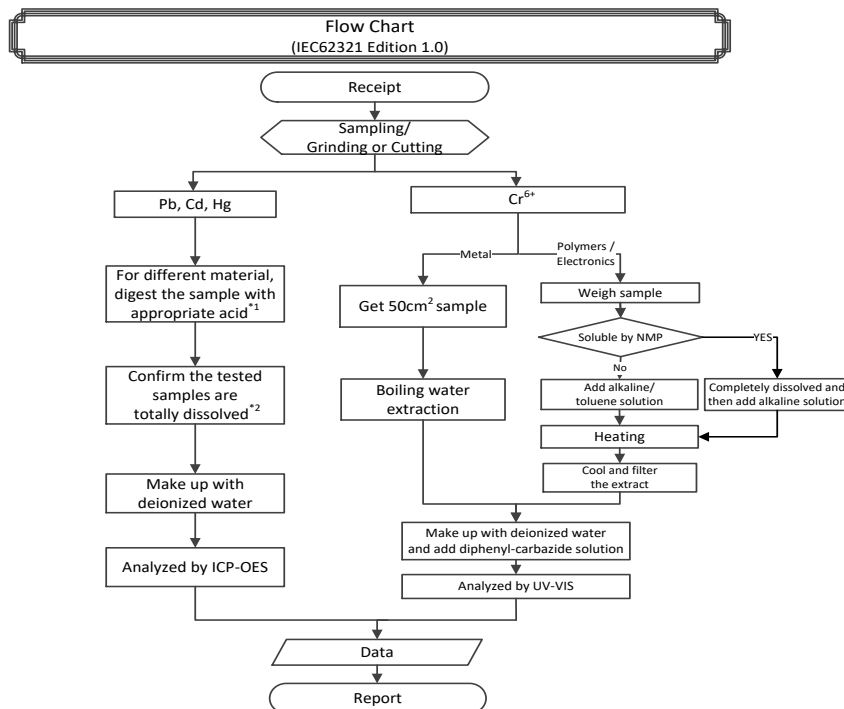 Flow Chart
(IEC62321 Edition 1.0)
Receipt
Sampling/
Grinding or Cutting
Pb, Cd, Hg
Cr6+
Metal
Polymers /
Electronics
For different material,
digest the sample with
appropriate acid*1
Get 50cm2 sample
Weigh sample
Soluble by NMP
YES
No
Confirm the tested
samples are
totally dissolved*2
Boiling water
extraction
Add alkaline/
toluene solution
Completely dissolved and
then add alkaline solution
Heating
Cool and filter
the extract
Make up with
deionized water
Make up with deionized water
and add diphenyl-carbazide solution
Analyzed by ICP-OES
Analyzed by UV-VIS
Data
Report